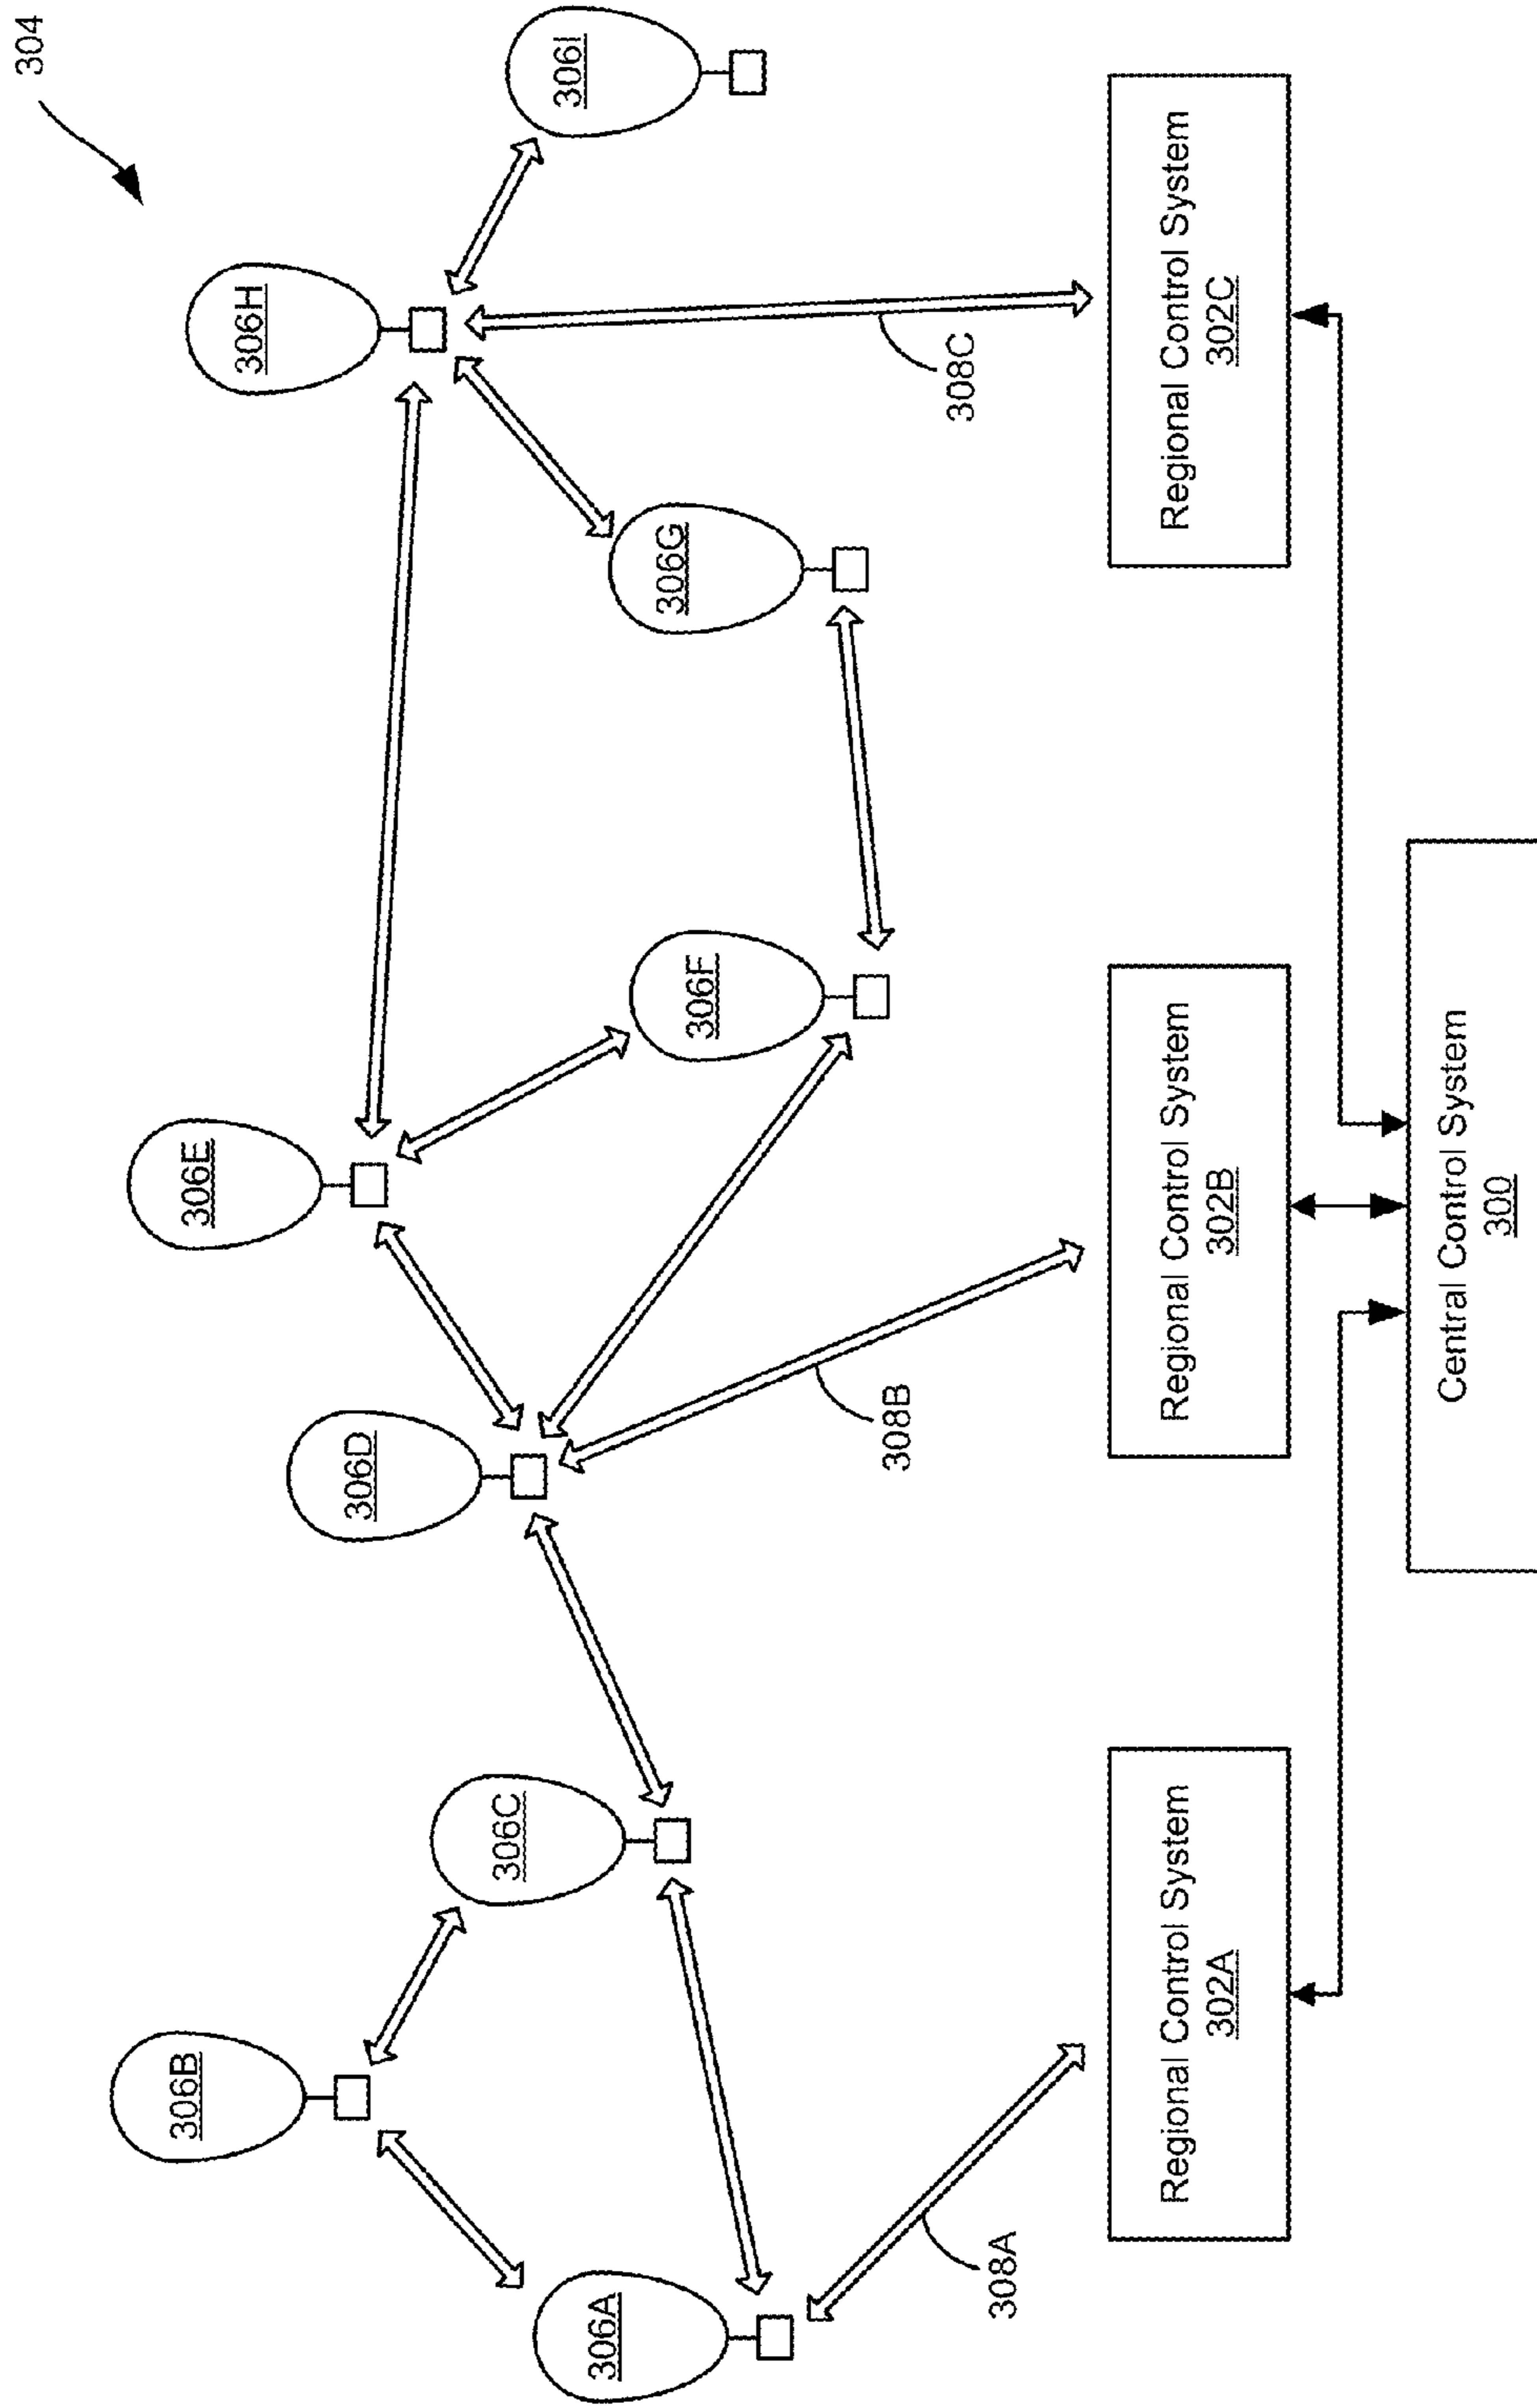 304
306B
306E
306H
306D
306C
306I
306A
306F
306G
308A
308B
308C
Regional Control System
302A
Regional Control System
302B
Regional Control System
302C
Central Control System
300